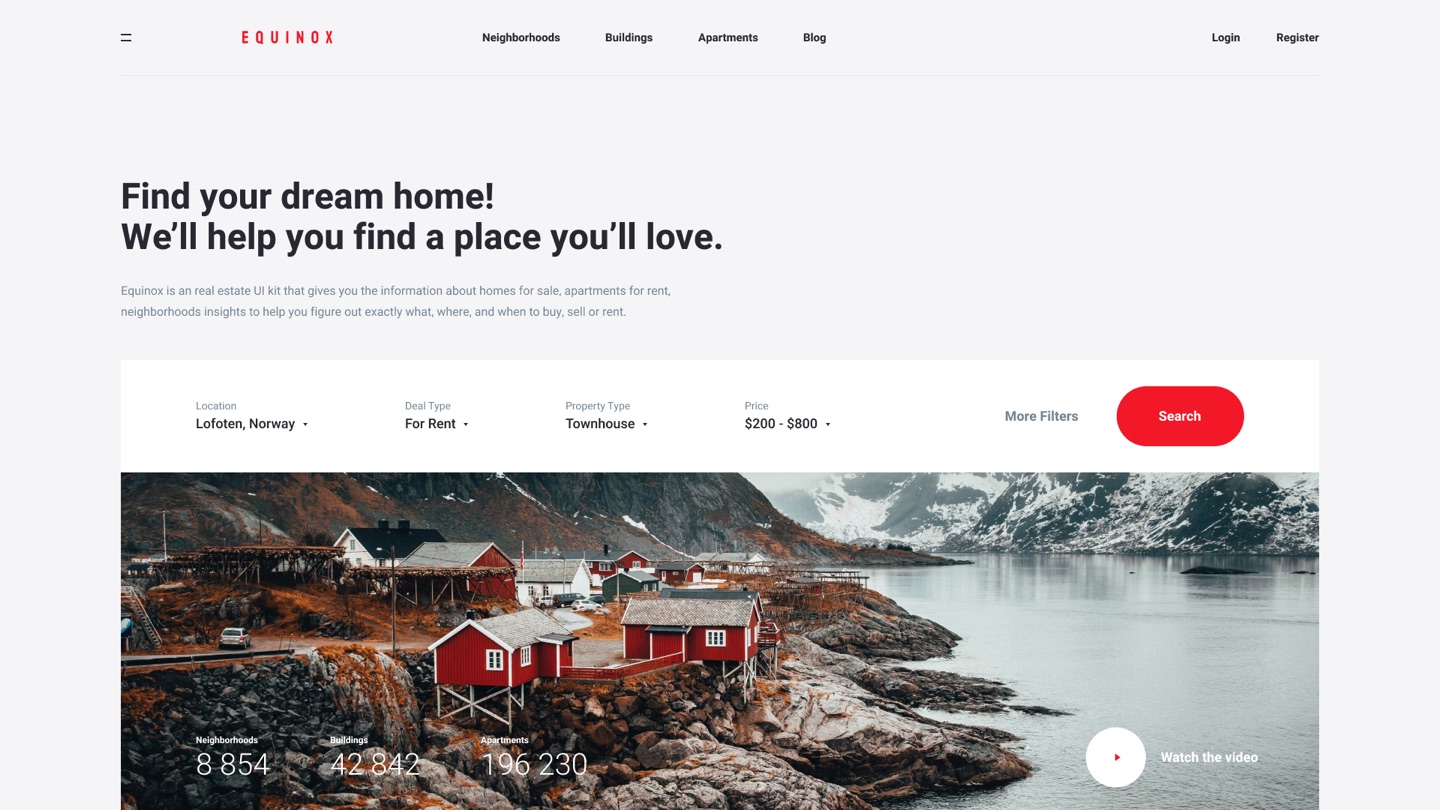 EQUINOX
Neighborhoods Buildings Apartments Blog
Login Register
Find your dream home!
We’ll help you find a place you’ll love.
Equinox is an real estate UI kit that gives you the information about homes for sale, apartments for rent,
neighborhoods insights to help you figure out exactly what, where, and when to buy, sell or rent.
Location
Lofoten, Norway
Deal Type
For Rent
Property Type
Townhouse
Price
$200 - $800
More Filters
Search
Neighborhoods
8 854
Buildings
42 842
Apartments
196 230
Watch the video